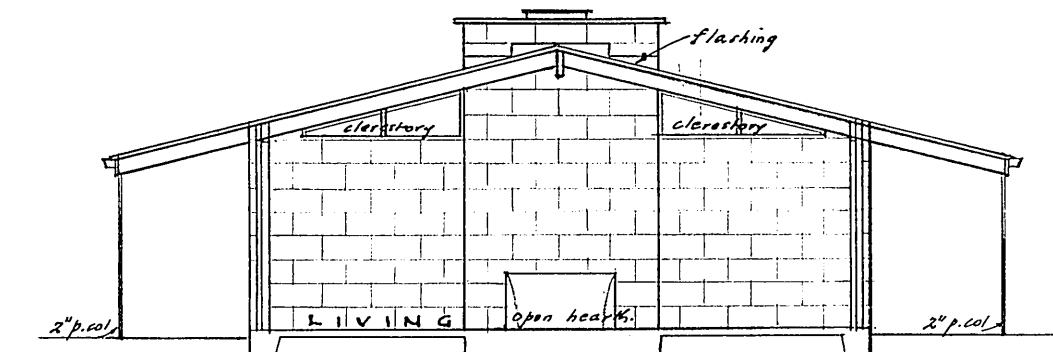 flashing
clerestory
clerestory
LIVING
open hearth.
2" p.col
2" p.col